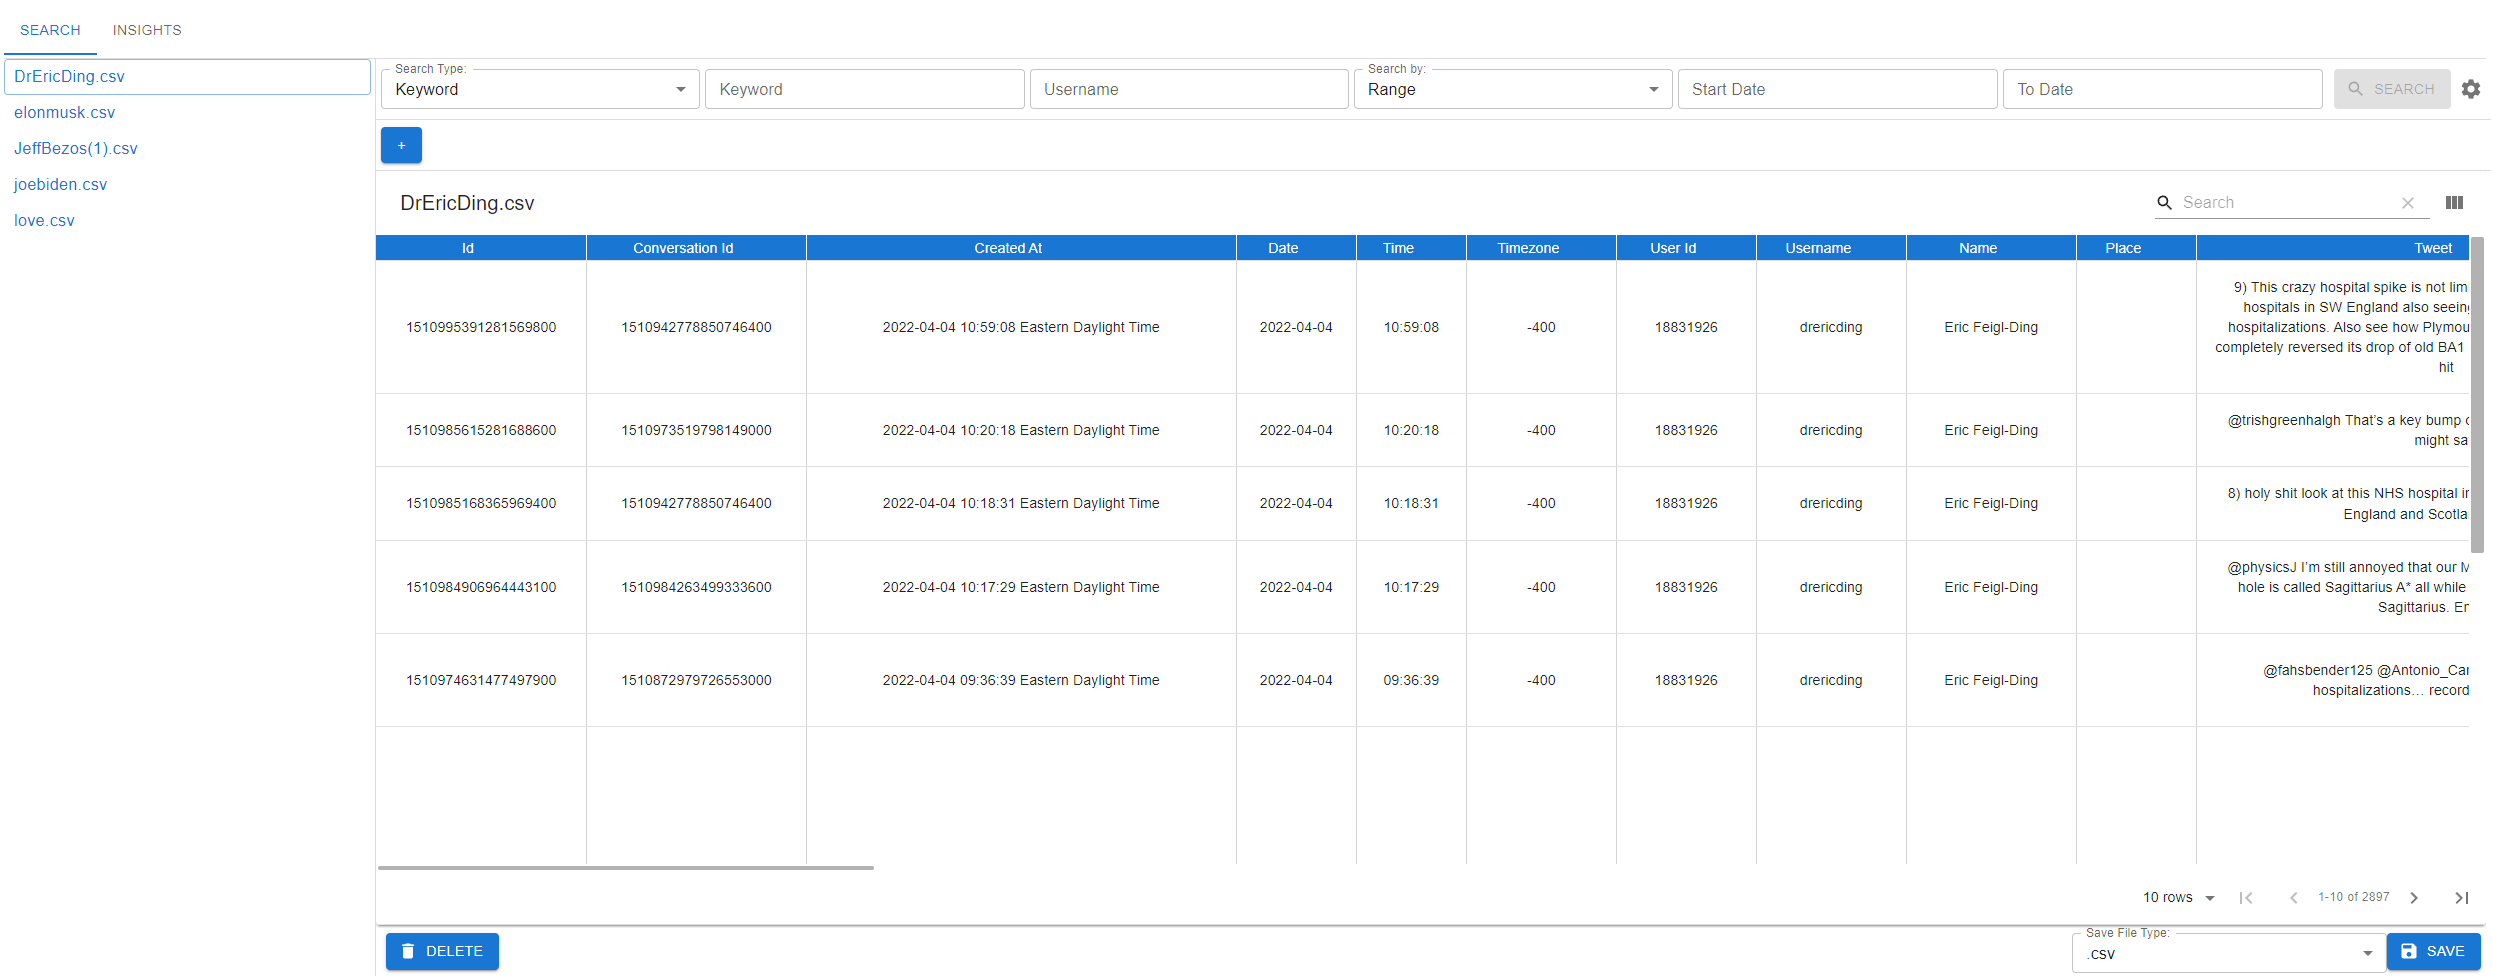 SEARCH INSIGHTS
DrEricDing.csv
elonmusk.csv
JeffBezos(1).csv
joebiden.csv
love.csv
Search Type: Search by:
Keyword Keyword Username Range Start Date To Date SEARCH
+
DrEricDing.csv Search
Id Conversation Id Created At Date Time Timezone User Id Username Name Place Tweet
9) This crazy hospital spike is not lim
hospitals in SW England also seeing
1510995391281569800 1510942778850746400 2022-04-04 10:59:08 Eastern Daylight Time 2022-04-04 10:59:08 -400 18831926 drericding Eric Feigl-Ding hospitalizations. Also see how Plymou
completely reversed its drop of old BA1
hit
@trishgreenhalgh That's a key bump
1510985615281688600 1510973519798149000 2022-04-04 10:20:18 Eastern Daylight Time 2022-04-04 10:20:18 -400 18831926 drericding Eric Feigl-Ding
might sa
8) holy shit look at this NHS hospital in
1510985168365969400 1510942778850746400 2022-04-04 10:18:31 Eastern Daylight Time 2022-04-04 10:18:31 -400 18831926 drericding Eric Feigl-Ding
England and Scotla
@physicsJ I'm still annoyed that our M
1510984906964443100 1510984263499333600 2022-04-04 10:17:29 Eastern Daylight Time 2022-04-04 10:17:29 -400 18831926 drericding Eric Feigl-Ding hole is called Sagittarius A* all while
Sagittarius. En
@fahsbender125 @Antonio_Car
1510974631477497900 1510872979726553000 2022-04-04 09:36:39 Eastern Daylight Time 2022-04-04 09:36:39 -400 18831926 drericding Eric Feigl-Ding
hospitalizations… record
10 rows 1-10 of 2897
DELETE
Save File Type:
.csv SAVE